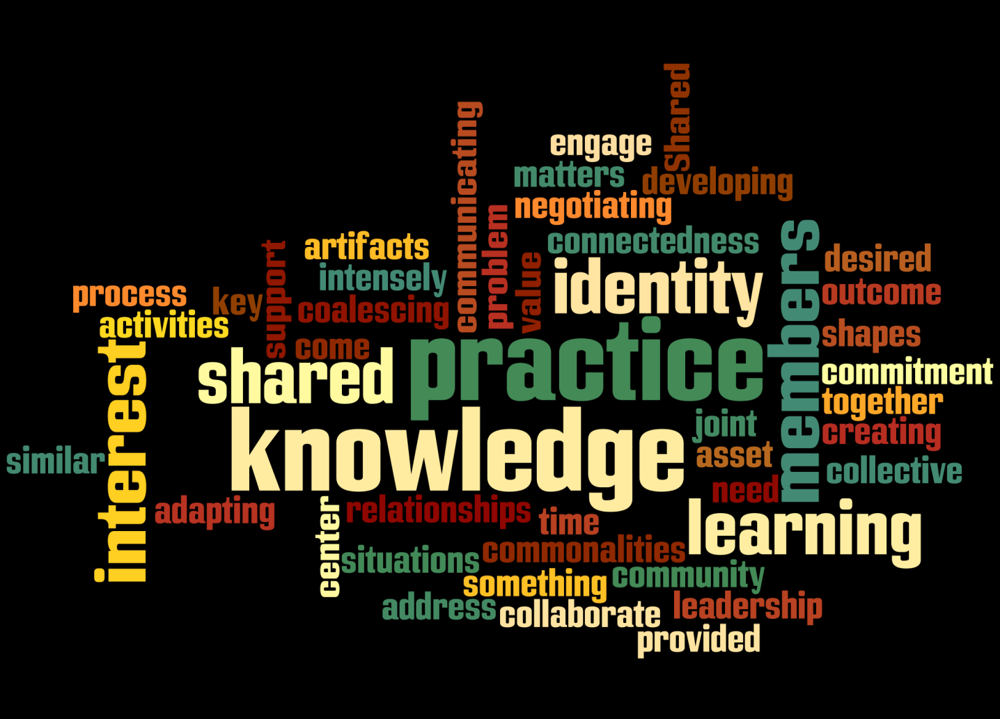 Shared
engage
matters
developing
negotiating
communicating
problem
connectedness
members
artifacts
support
intensely
value
identity
desired
outcome
process
key
coalescing
activities
come
shapes
practice
shared
commitment
interest
together
knowledge
joint
creating
similar
asset
collective
need
adapting
center
relationships
time
learning
situations
commonalities
something
community
address
collaborate
leadership
provided